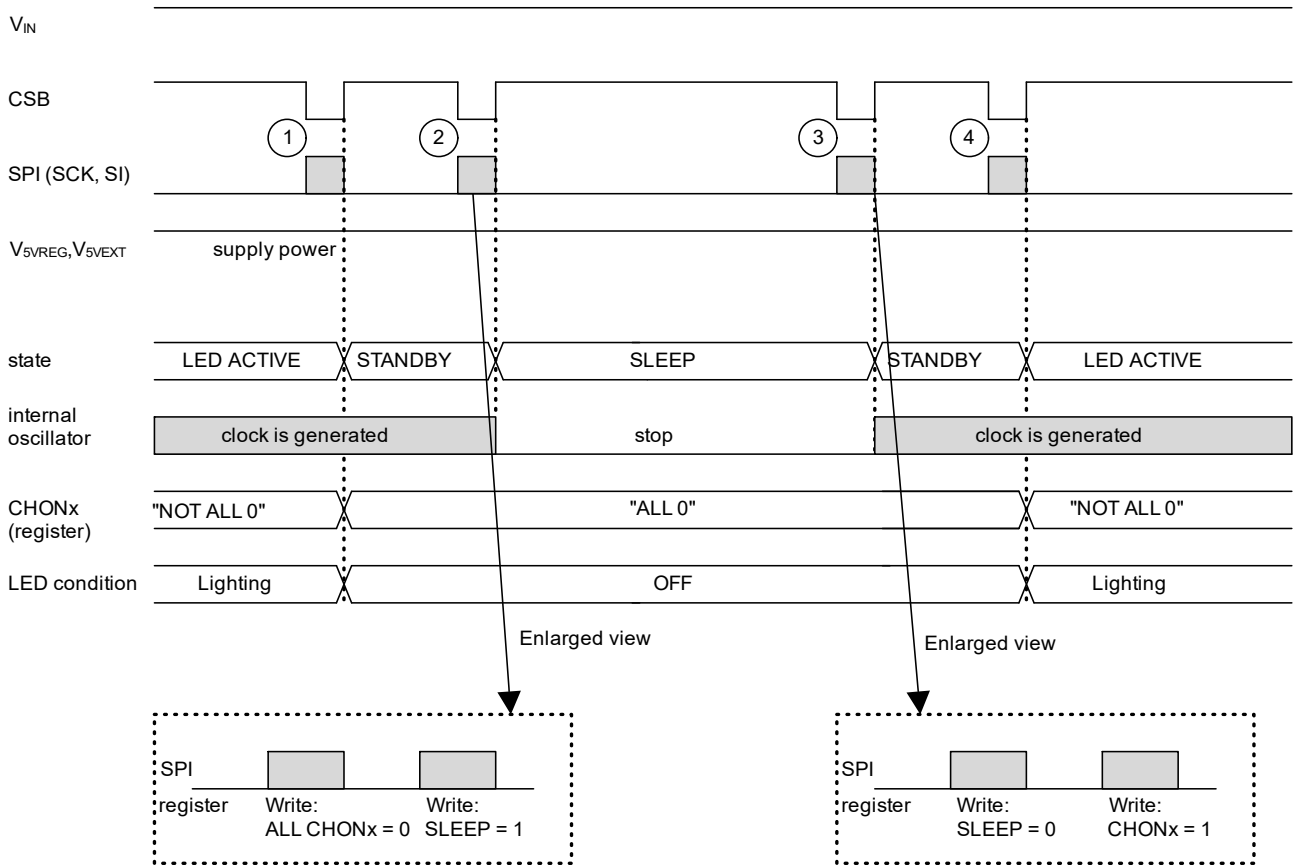 VIN
CSB
1
2
3
4
SPI (SCK, SI)
V5VREG,V5VEXT
supply power
state
LED ACTIVE
STANDBY
SLEEP
STANDBY
LED ACTIVE
internal
oscillator
clock is generated
stop
clock is generated
CHONx
(register)
"NOT ALL 0"
"ALL 0"
"NOT ALL 0"
LED condition
Lighting
OFF
Lighting
Enlarged view
Enlarged view
SPI
register
Write:
ALL CHONx = 0
Write:
SLEEP = 1
SPI
register
Write:
SLEEP = 0
Write:
CHONx = 1